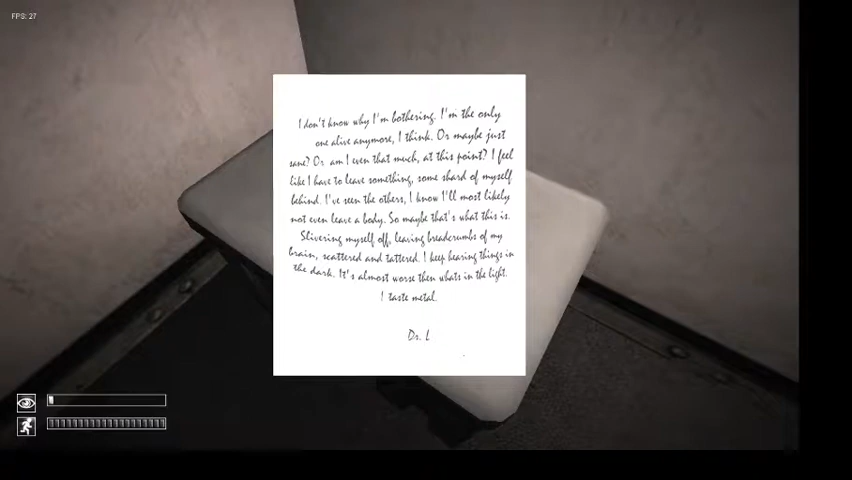 FPS: 27
I don't know why I'm bothering. I'm the only
one alive anymore, I think. Or maybe just
sane? Or am I even that much, at this point? I feel
like I have to leave something, some shard of myself
behind. I've seen the others, I know I'll most likely
not even leave a body. So maybe that's what this is.
Slivering myself off, leaving breadcrumbs of my
brain, scattered and tattered. I keep hearing things in
the dark. It's almost worse then whats in the light.
I taste metal.
Dr. L